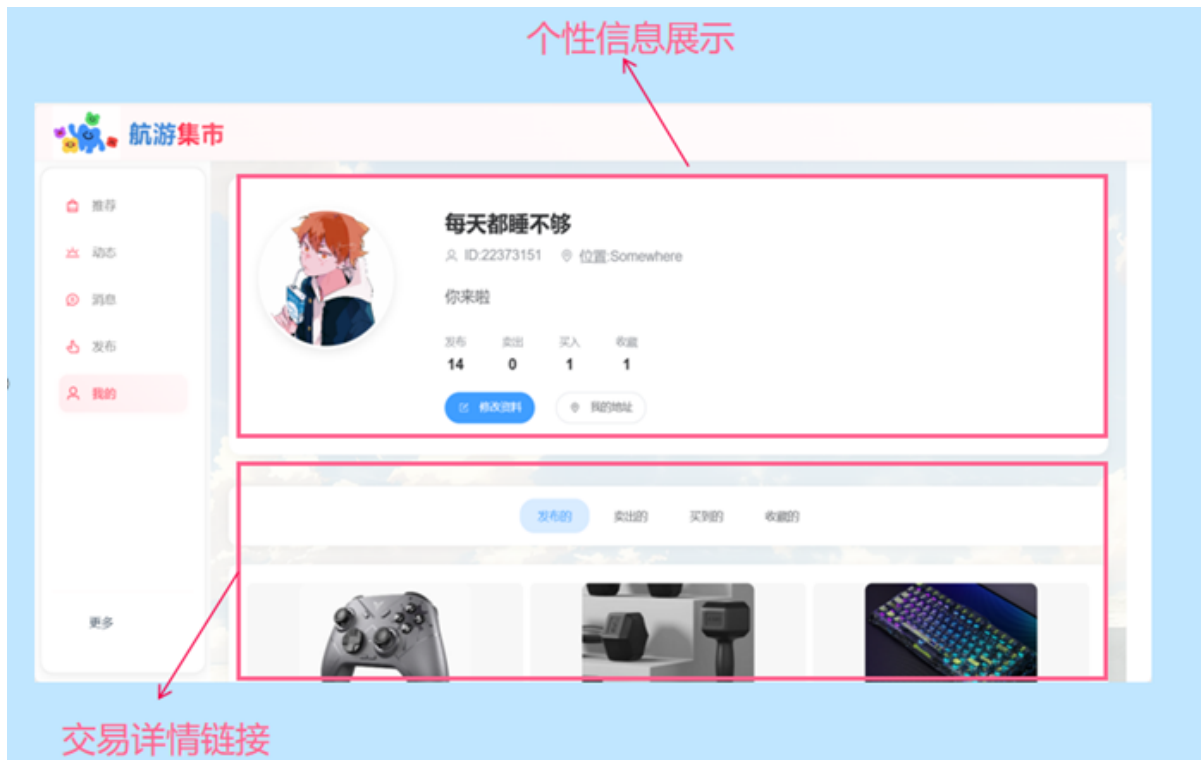 个性信息展示
航游集市
推荐
动态
消息
发布
我的
更多
每天都睡不够
ID:22373151 位置:Somewhere
你来啦
发布 卖出 买入 收藏
14 0 1 1
修改资料 我的地址
发布的 卖出的 买到的 收藏的
交易详情链接